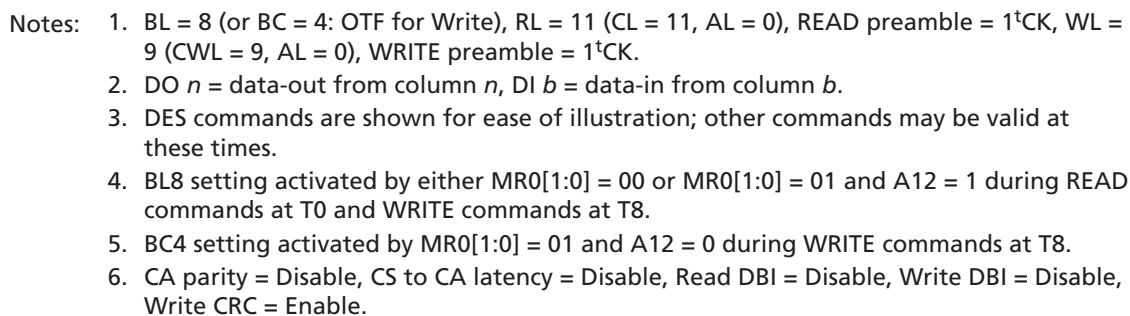 Notes: 1. BL = 8 (or BC = 4: OTF for Write), RL = 11 (CL = 11, AL = 0), READ preamble = 1ᵗCK, WL =
9 (CWL = 9, AL = 0), WRITE preamble = 1ᵗCK.
2. DO n = data-out from column n, DI b = data-in from column b.
3. DES commands are shown for ease of illustration; other commands may be valid at
these times.
4. BL8 setting activated by either MR0[1:0] = 00 or MR0[1:0] = 01 and A12 = 1 during READ
commands at T0 and WRITE commands at T8.
5. BC4 setting activated by MR0[1:0] = 01 and A12 = 0 during WRITE commands at T8.
6. CA parity = Disable, CS to CA latency = Disable, Read DBI = Disable, Write DBI = Disable,
Write CRC = Enable.